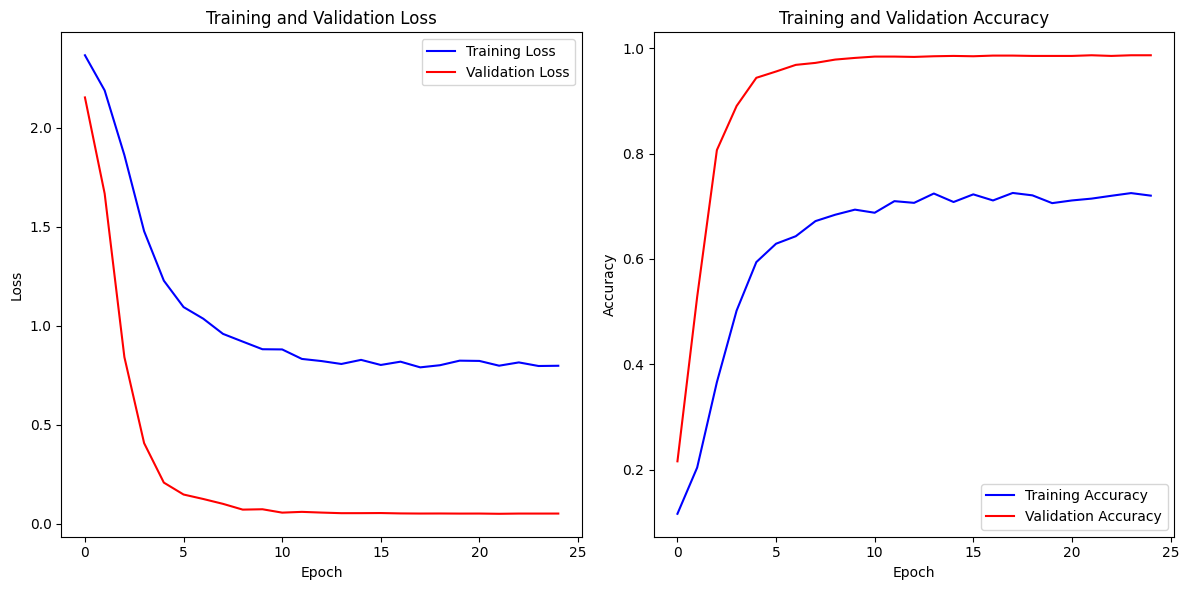 Training and Validation Loss
Training Loss
Validation Loss
2.0
1.5
1.0
0.5
0.0
Loss
0
5
10
15
20
25
Epoch
Training and Validation Accuracy
1.0
0.8
0.6
0.4
0.2
Accuracy
Training Accuracy
Validation Accuracy
0
5
10
15
20
25
Epoch